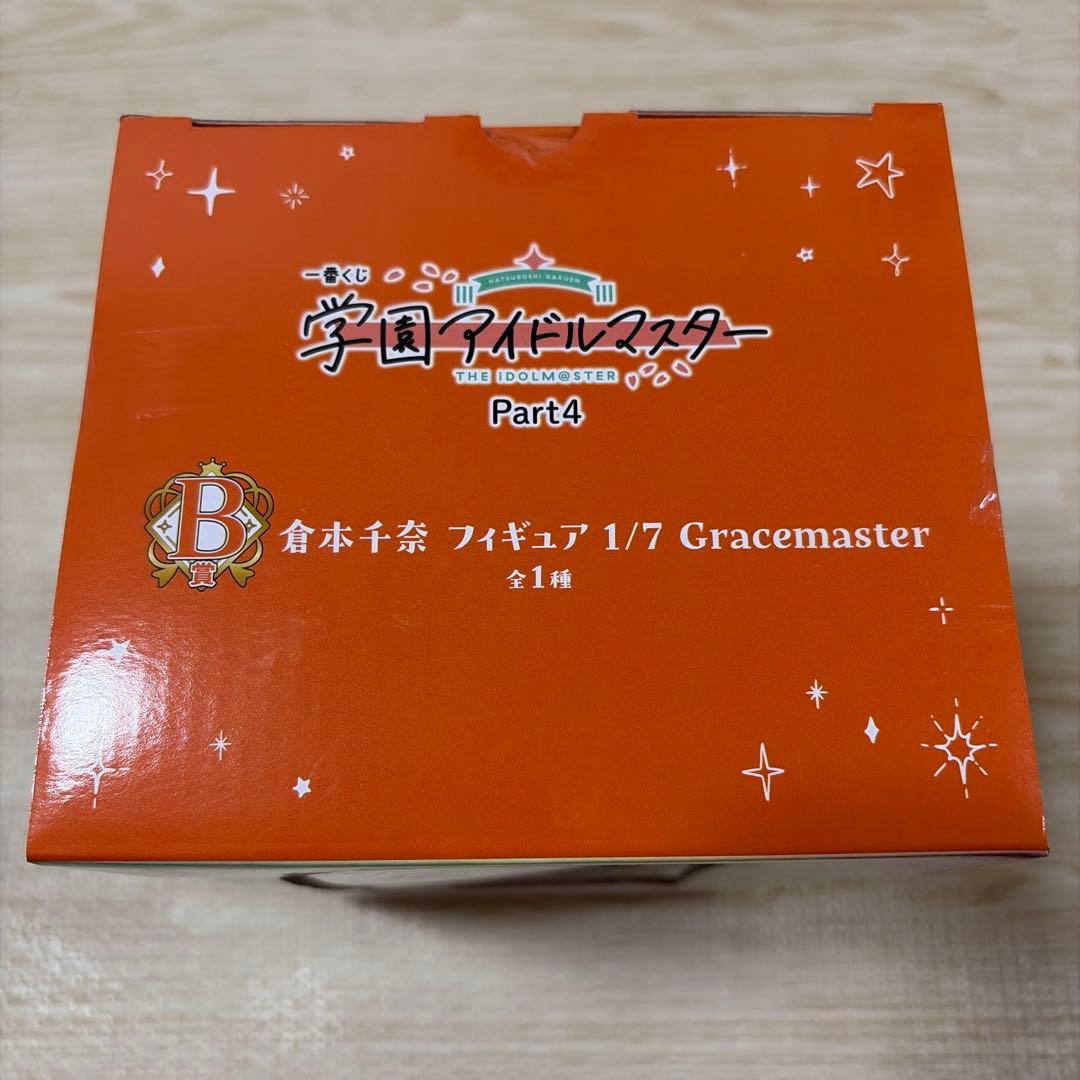 一番くじ
HATSUBOSHI GAKUEN
学園アイドルマスター
THE iDOLM@STER
Part4
B賞
倉本千奈 フィギュア 1/7 Gracemaster
全1種